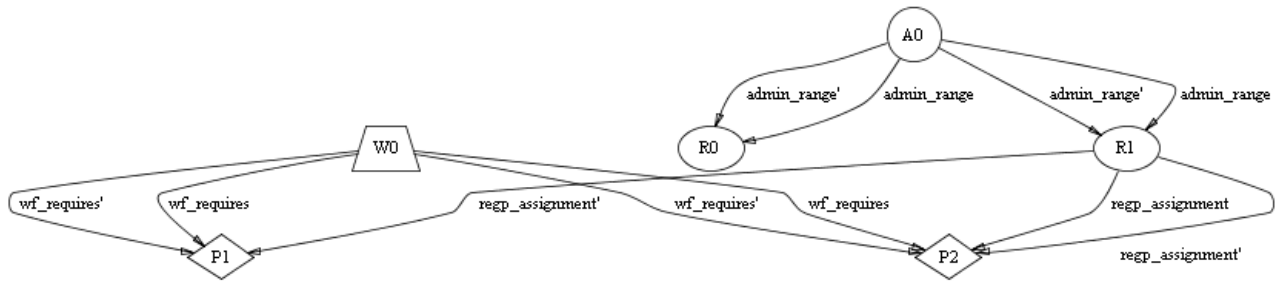 A0
admin_range'
admin_range
admin_range'
admin_range
W0
R0
R1
wf_requires'
wf_requires
regp_assignment'
wf_requires'
wf_requires
regp_assignment
regp_assignment'
P1
P2